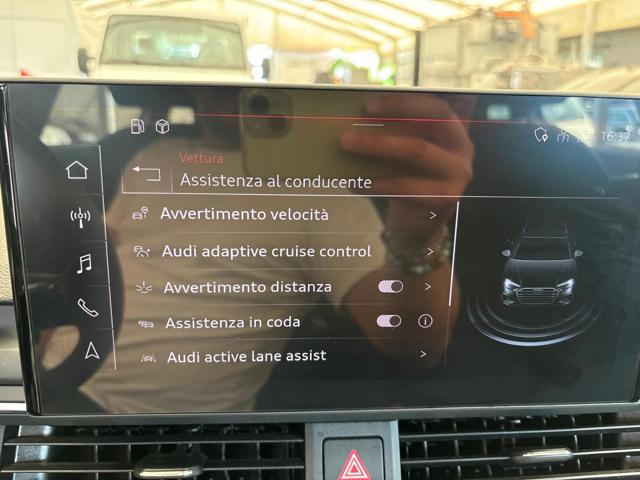 16:37
Vettura
Assistenza al conducente
Avvertimento velocità
Audi adaptive cruise control
Avvertimento distanza
Assistenza in coda
Audi active lane assist